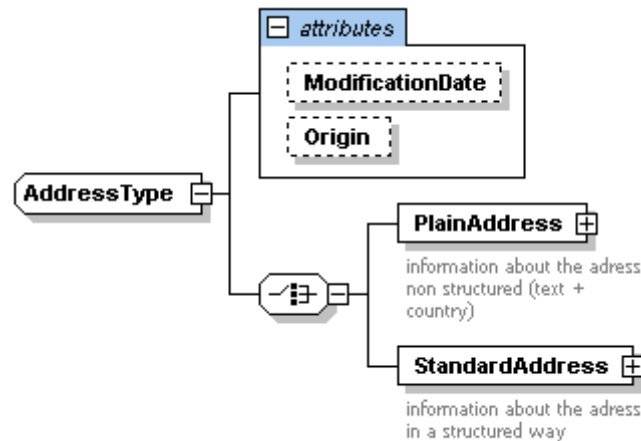 attributes
ModificationDate
Origin
AddressType
PlainAddress
information about the adress
non structured (text +
country)
StandardAddress
information about the adress
in a structured way